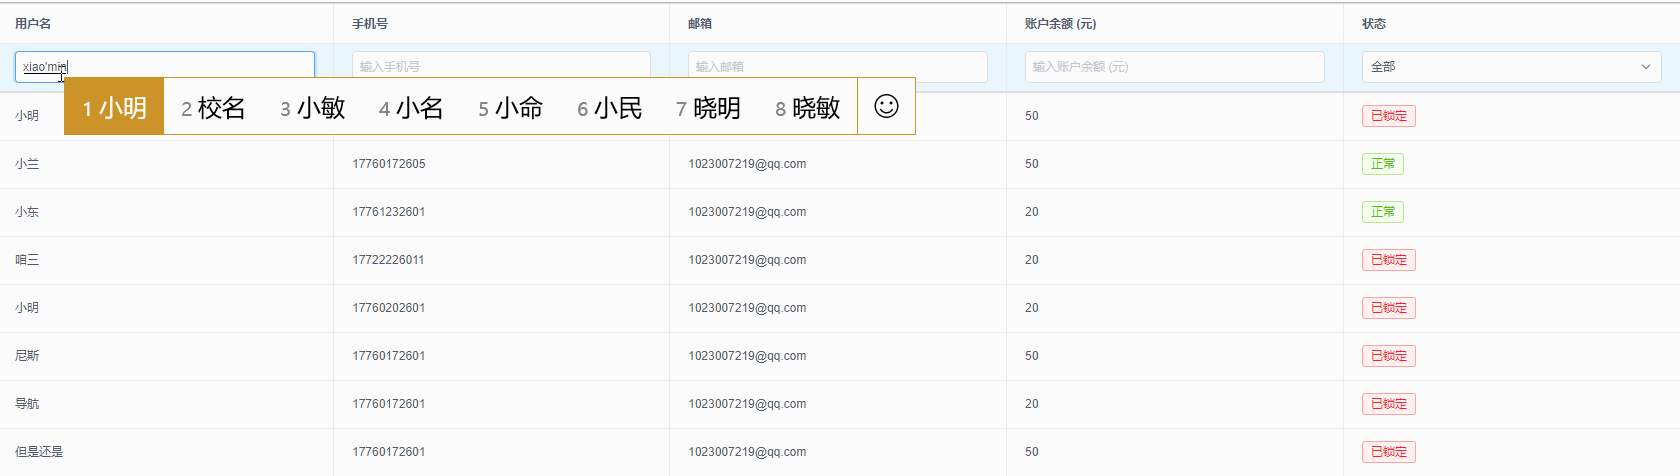 用户名 手机号 邮箱 账户余额 (元) 状态
xiao'min 输入手机号 输入邮箱 输入账户余额 (元) 全部
1 小明 2 校名 3 小敏 4 小名 5 小命 6 小民 7 晓明 8 晓敏
小明 50 已锁定
小兰 17760172605 1023007219@qq.com 50 正常
小东 17761232601 1023007219@qq.com 20 正常
咱三 17722226011 1023007219@qq.com 20 已锁定
小明 17760202601 1023007219@qq.com 20 已锁定
尼斯 17760172601 1023007219@qq.com 50 已锁定
导航 17760172601 1023007219@qq.com 20 已锁定
但是还是 17760172601 1023007219@qq.com 50 已锁定